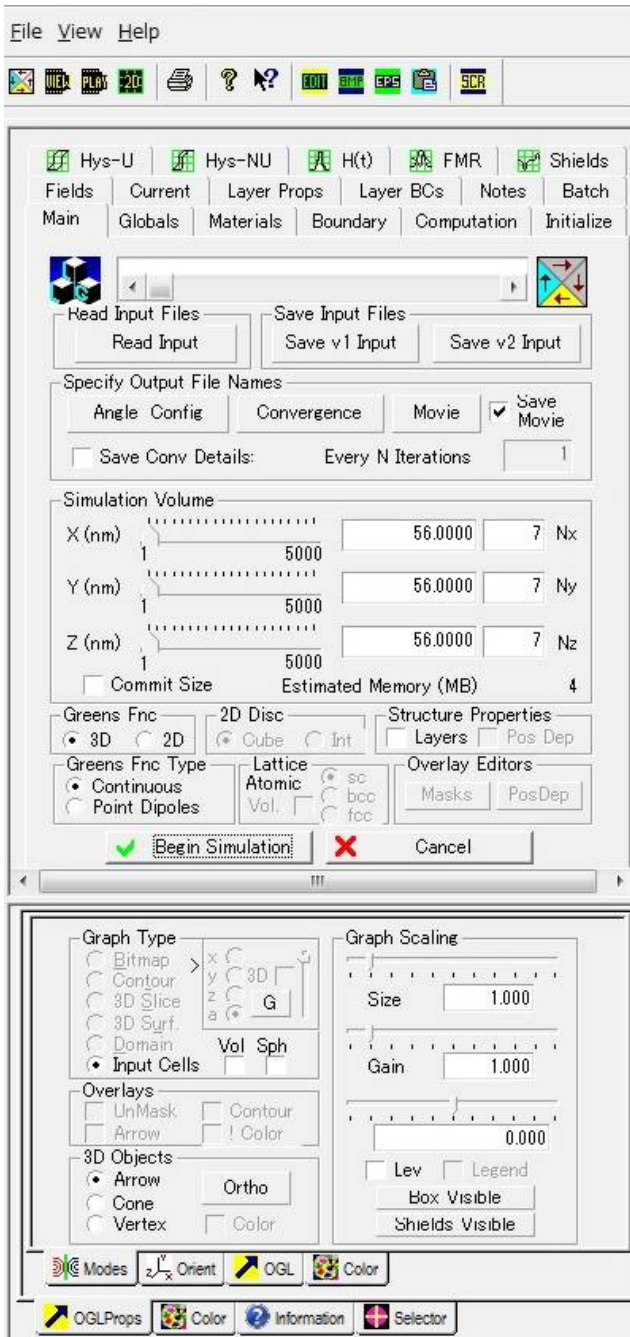 File View Help
VIEW PLAY 2D EDIT BMP EPS SCR
Hys-U Hys-NU H(t) FMR Shields
Fields Current Layer Props Layer BCs Notes Batch
Main Globals Materials Boundary Computation Initialize
Read Input Files Save Input Files
Read Input Save v1 Input Save v2 Input
Specify Output File Names
Angle Config Convergence Movie Save Movie
Save Conv Details: Every N Iterations 1
Simulation Volume
X (nm) 56.0000 7 Nx
1 5000
Y (nm) 56.0000 7 Ny
1 5000
Z (nm) 56.0000 7 Nz
1 5000
Commit Size Estimated Memory (MB) 4
Greens Fnc 2D Disc Structure Properties
3D 2D Cube Int Layers Pos Dep
Greens Fnc Type Lattice Overlay Editors
Continuous Atomic sc
Point Dipoles Vol. bcc Masks PosDep
fcc
Begin Simulation Cancel
Graph Type Graph Scaling
Bitmap > x
Contour y 3D
3D Slice z G Size 1.000
3D Surf. a
Domain Vol Sph
Input Cells Gain 1.000
Overlays
UnMask Contour
Arrow ! Color 0.000
3D Objects
Arrow Ortho Lev Legend
Cone Box Visible
Vertex Color Shields Visible
Modes Orient OGL Color
OGLProps Color Information Selector